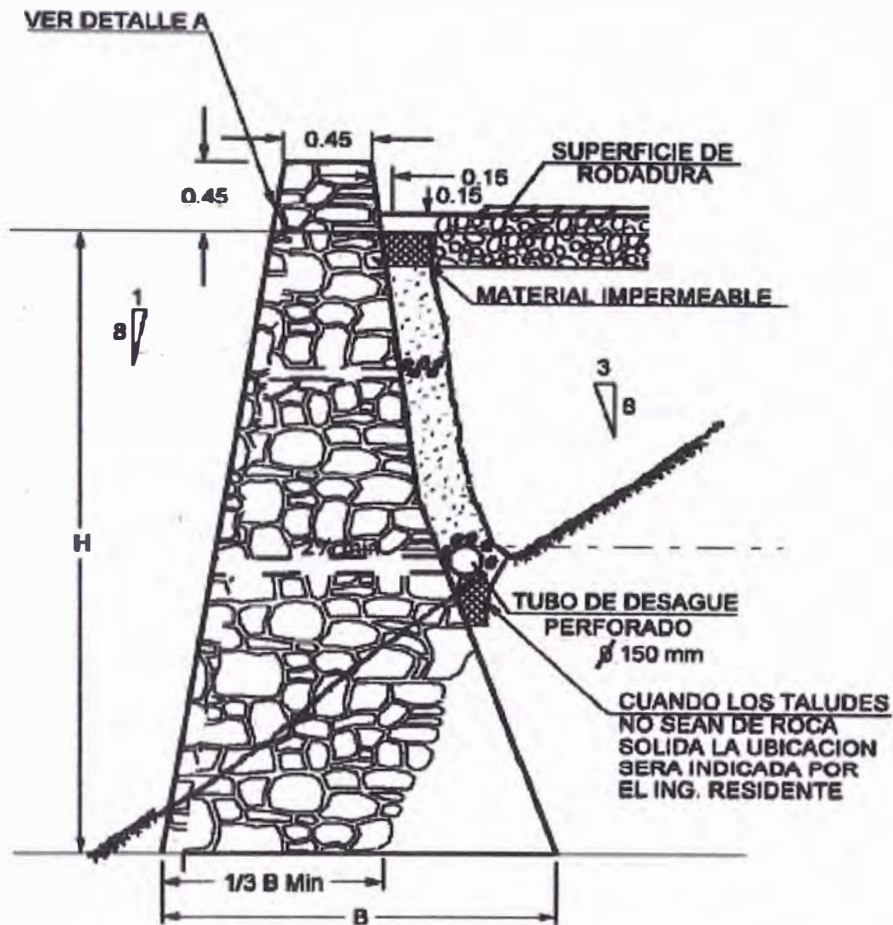 VER DETALLE A
0.45
0.45
0.15
0.15
SUPERFICIE DE
RODADURA
MATERIAL IMPERMEABLE
1
8
3
8
H
2% min
TUBO DE DESAGUE
PERFORADO
Ø 150 mm
CUANDO LOS TALUDES
NO SEAN DE ROCA
SOLIDA LA UBICACION
SERA INDICADA POR
EL ING. RESIDENTE
1/3 B Min
B